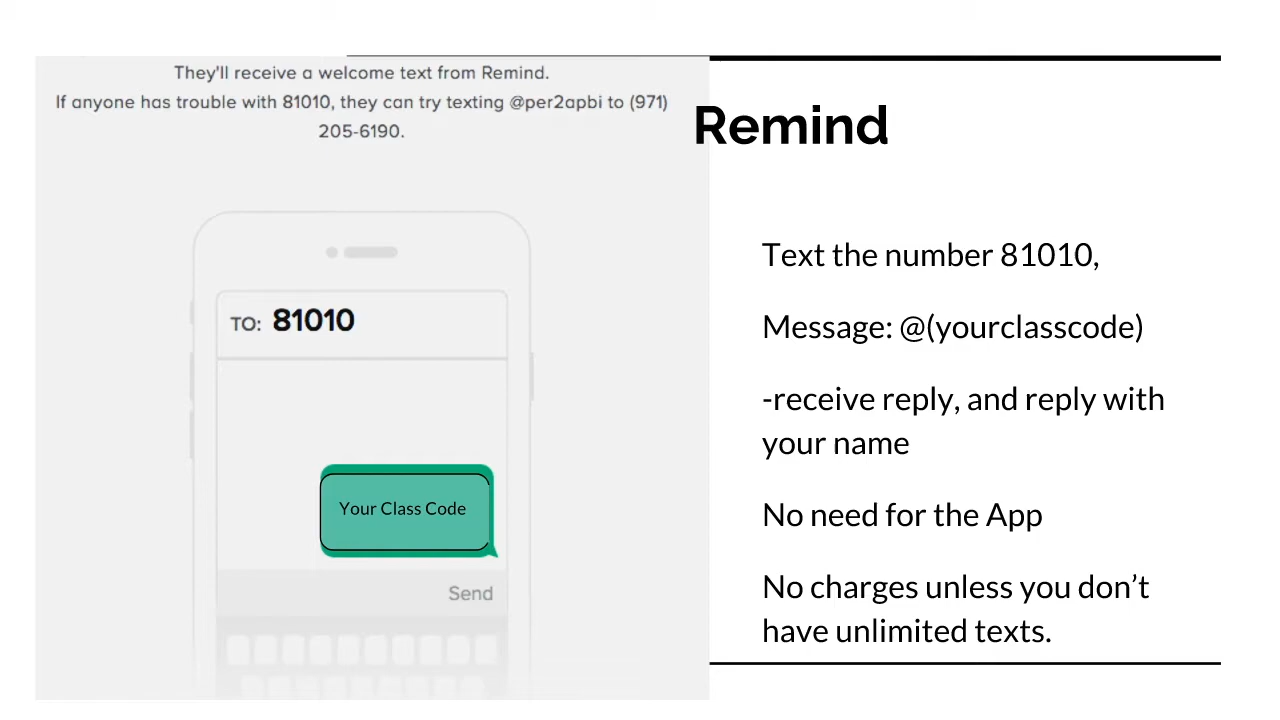 They'll receive a welcome text from Remind.
If anyone has trouble with 81010, they can try texting @per2apbi to (971)
205-6190.
TO: 81010
Your Class Code
Send
Remind
Text the number 81010,
Message: @(yourclasscode)
-receive reply, and reply with
your name
No need for the App
No charges unless you don’t
have unlimited texts.